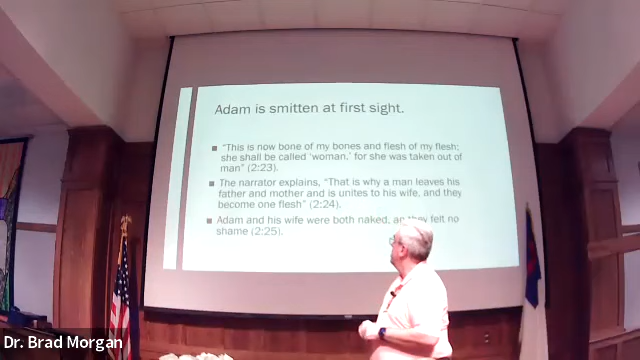 Adam is smitten at first sight.
"This is now bone of my bones and flesh of my flesh;
she shall be called 'woman,' for she was taken out of
man" (2:23).
The narrator explains, "That is why a man leaves his
father and mother and is unites to his wife, and they
become one flesh" (2:24).
Adam and his wife were both naked, and they felt no
shame (2:25).
Dr. Brad Morgan